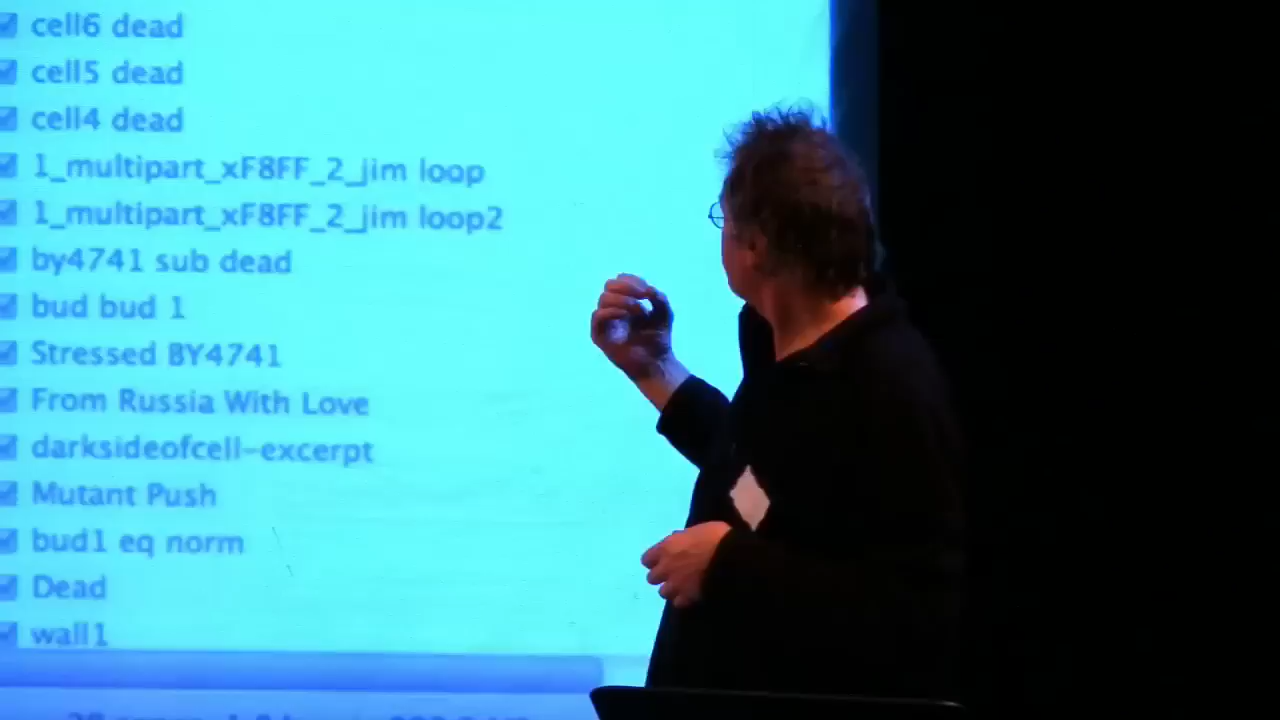 cell6 dead
cell5 dead
cell4 dead
1_multipart_xF8FF_2_jim loop
1_multipart_xF8FF_2_jim loop2
by4741 sub dead
bud bud 1
Stressed BY4741
From Russia With Love
darksideofcell-excerpt
Mutant Push
bud1 eq norm
Dead
wall1